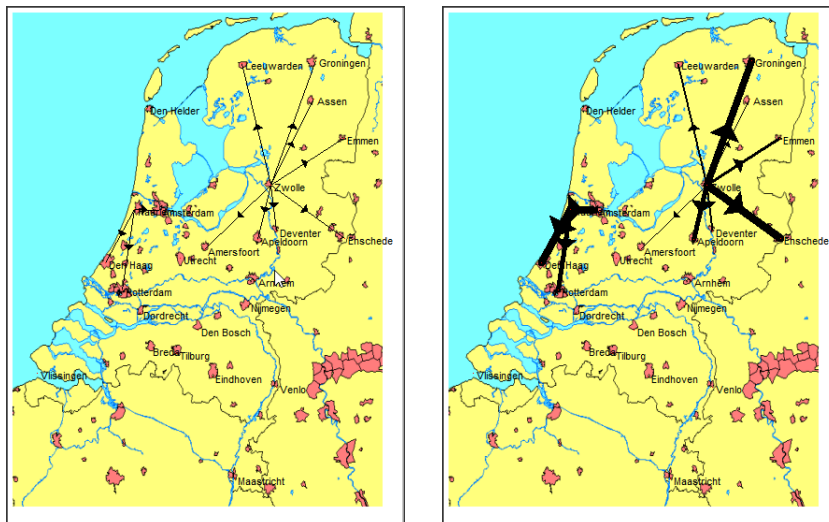 Leeuwarden
Groningen
Assen
Den Helder
Emmen
Zwolle
Amsterdam
Deventer
Apeldoorn
Enschede
Amersfoort
Utrecht
Den Haag
Arnhem
Rotterdam
Nijmegen
Dordrecht
Den Bosch
Breda
Tilburg
Eindhoven
Vlissingen
Venlo
Maastricht
Leeuwarden
Groningen
Assen
Den Helder
Emmen
Zwolle
Amsterdam
Deventer
Apeldoorn
Enschede
Amersfoort
Utrecht
Den Haag
Arnhem
Rotterdam
Nijmegen
Dordrecht
Den Bosch
Breda
Tilburg
Eindhoven
Vlissingen
Venlo
Maastricht